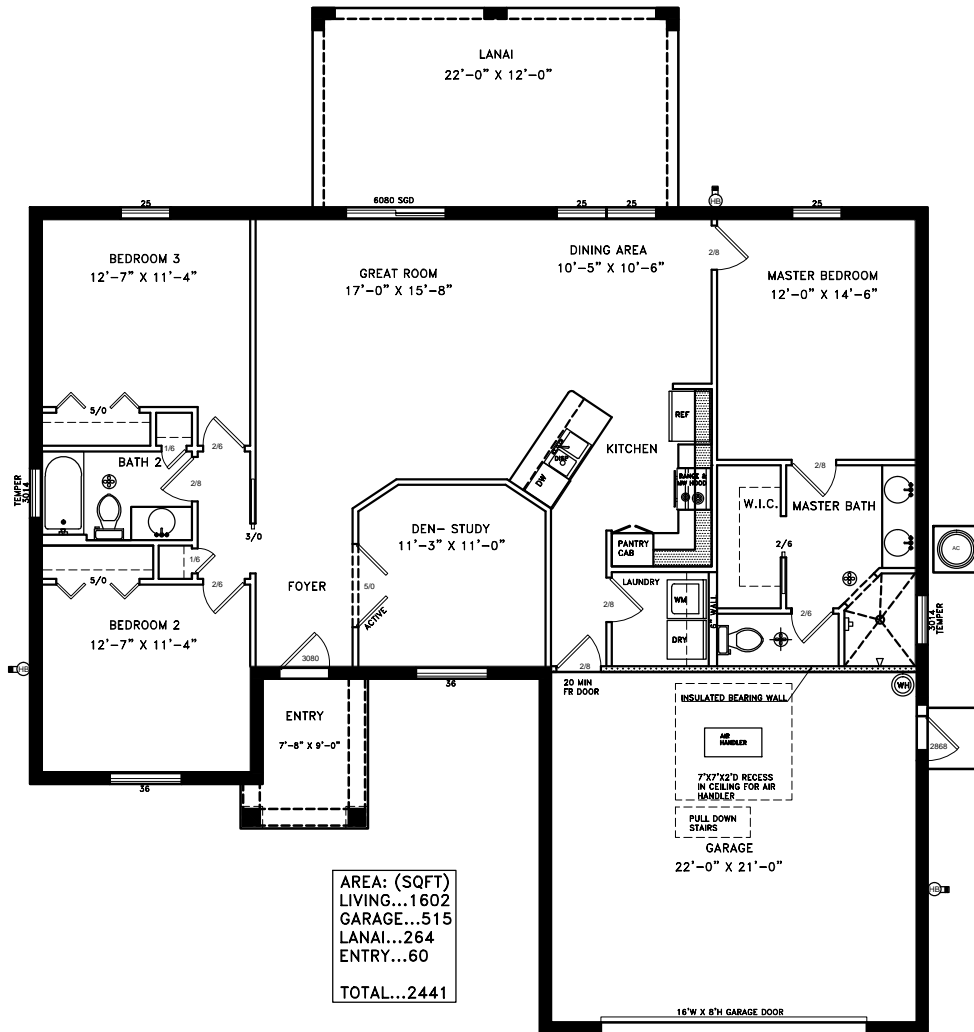 LANAI
22'-0" X 12'-0"
6080 SGD
25
25
25
25
HB
BEDROOM 3
12'-7" X 11'-4"
GREAT ROOM
17'-0" X 15'-8"
DINING AREA
10'-5" X 10'-6"
2/8
MASTER BEDROOM
12'-0" X 14'-6"
5/0
1/6
2/6
REF
KITCHEN
BATH 2
2/8
TEMPER
3014
DISP
DW
RANGE &
MW HOOD
2/8
W.I.C.
MASTER BATH
3/0
DEN- STUDY
11'-3" X 11'-0"
PANTRY
CAB
2/6
AC
1/6
5/0
2/6
FOYER
5/0
ACTIVE
LAUNDRY
WM
DRY
2/8
6" WALL
2/6
3014
TEMPER
BEDROOM 2
12'-7" X 11'-4"
3080
2/8
HB
36
20 MIN
FR DOOR
INSULATED BEARING WALL
WH
ENTRY
7'-8" X 9'-0"
AIR
HANDLER
2868
7'X7'X2'D RECESS
IN CEILING FOR AIR
HANDLER
36
PULL DOWN
STAIRS
GARAGE
22'-0" X 21'-0"
HB
AREA: (SQFT)
LIVING...1602
GARAGE...515
LANAI...264
ENTRY...60
TOTAL...2441
16'W X 8'H GARAGE DOOR